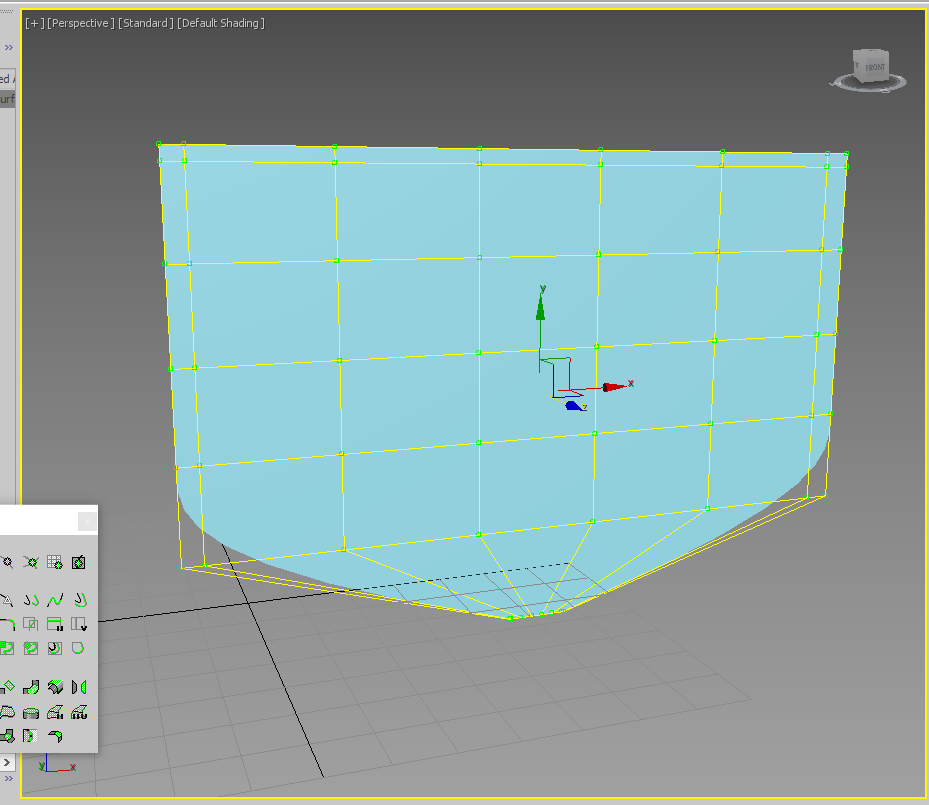 [+] [Perspective] [Standard] [Default Shading]
»
ed A
urf
FRONT
y
x
z
y
x
>
»